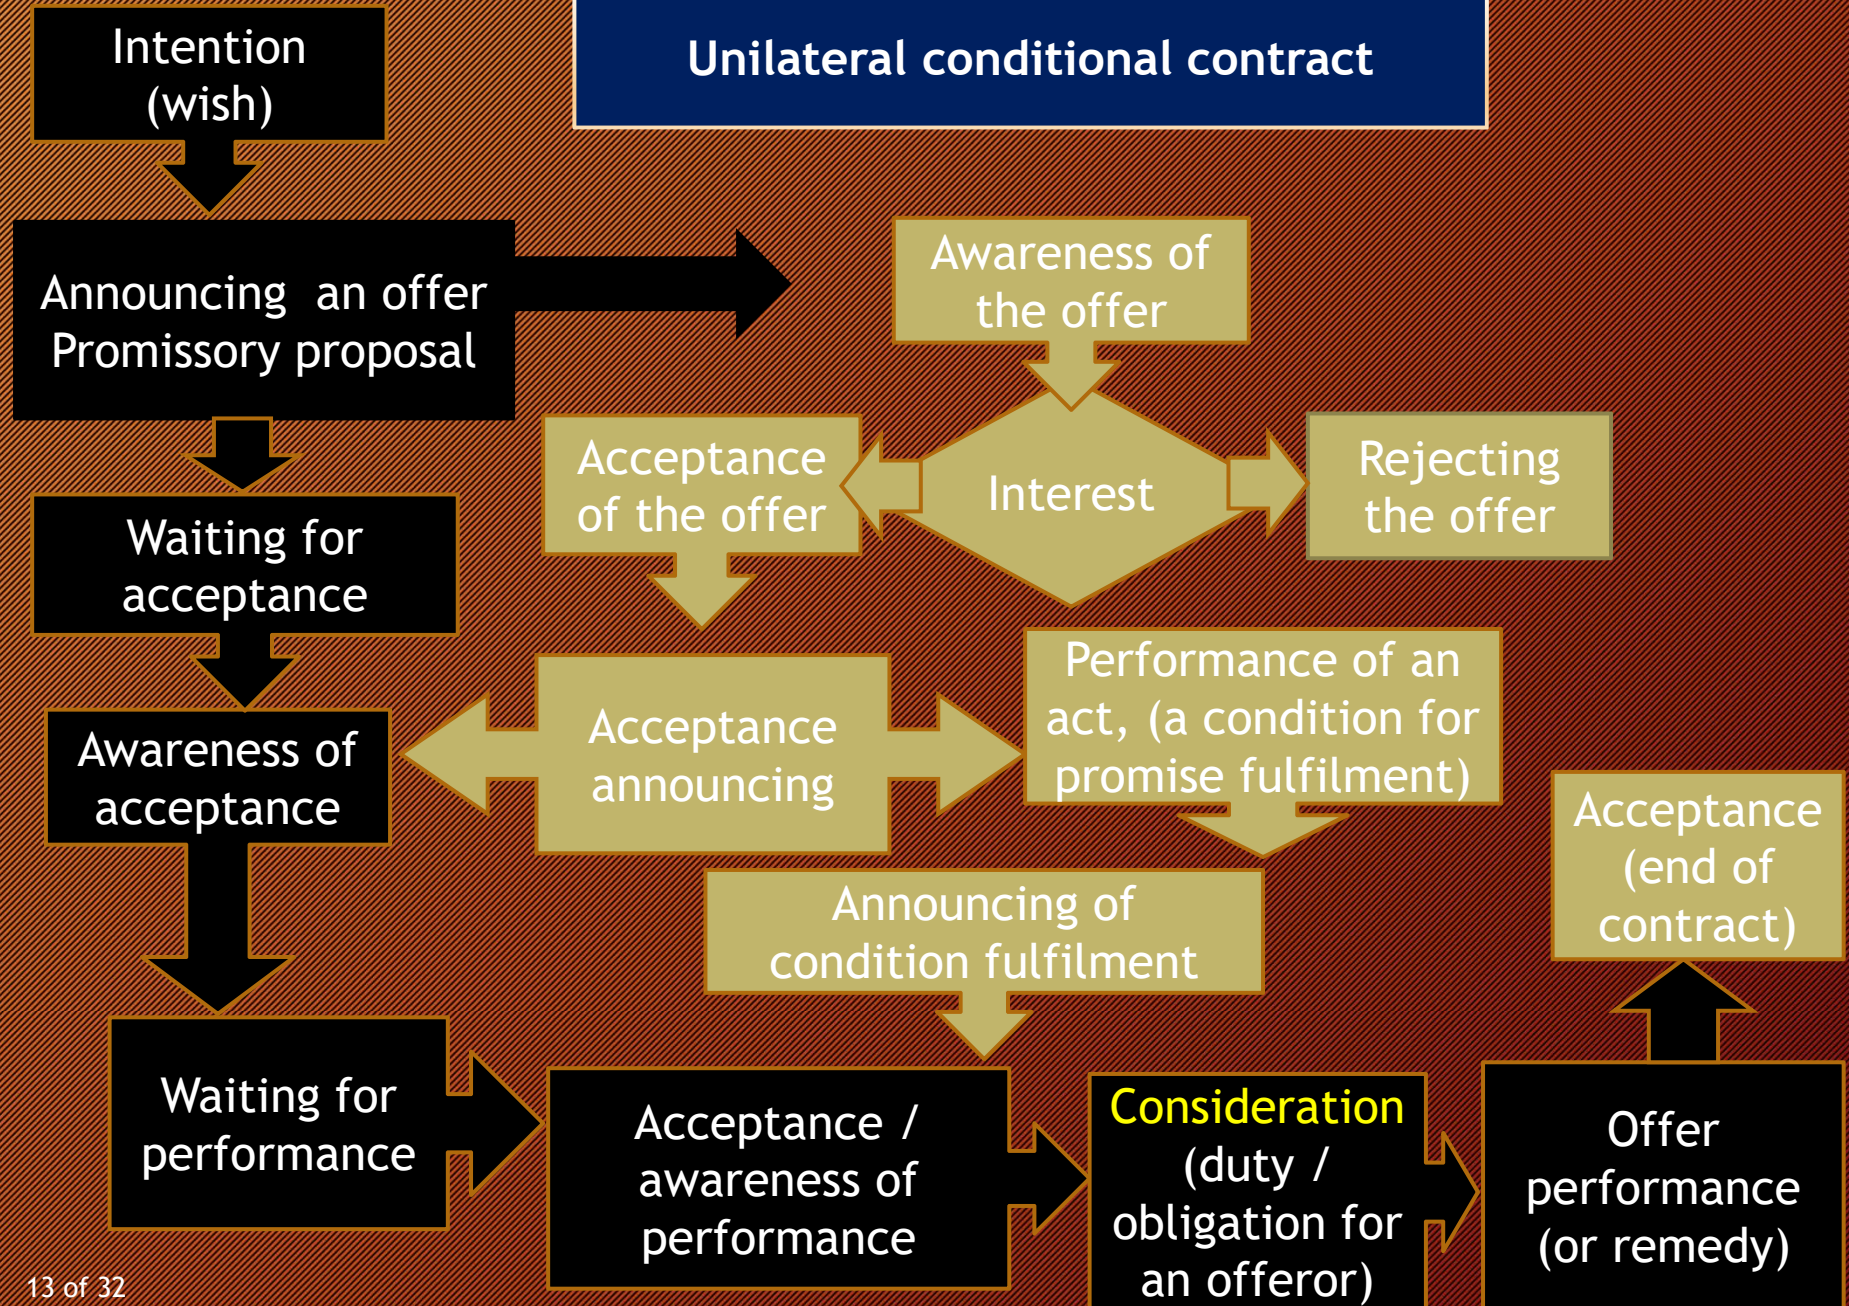 Unilateral conditional contract
Intention
(wish)
Announcing  an offer
Promissory proposal
Awareness of
the offer
Acceptance
of the offer
Interest
Rejecting
the offer
Waiting for
acceptance
Awareness of
acceptance
Acceptance
announcing
Performance of an
act, (a condition for
promise fulfilment)
Announcing of
condition fulfilment
Acceptance
(end of
contract)
Waiting for
performance
Acceptance /
awareness of
performance
Consideration
(duty /
obligation for
an offeror)
Offer
performance
(or remedy)
13 of 32